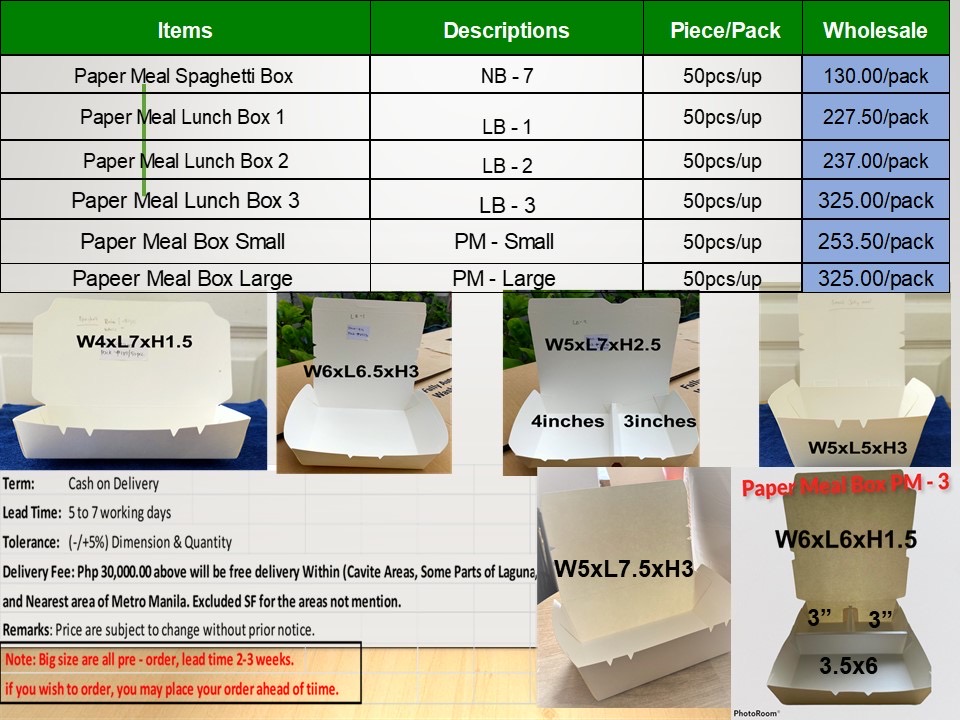 Items Descriptions Piece/Pack Wholesale
Paper Meal Spaghetti Box NB - 7 50pcs/up 130.00/pack
Paper Meal Lunch Box 1 LB - 1 50pcs/up 227.50/pack
Paper Meal Lunch Box 2 LB - 2 50pcs/up 237.00/pack
Paper Meal Lunch Box 3 LB - 3 50pcs/up 325.00/pack
Paper Meal Box Small PM - Small 50pcs/up 253.50/pack
Papeer Meal Box Large PM - Large 50pcs/up 325.00/pack
W4xL7xH1.5
W6xL6.5xH3
W5xL7xH2.5
4inches 3inches
W5xL5xH3
Term: Cash on Delivery
Lead Time: 5 to 7 working days
Tolerance: (-/+5%) Dimension & Quantity
Delivery Fee: Php 30,000.00 above will be free delivery Within (Cavite Areas, Some Parts of Laguna,
and Nearest area of Metro Manila. Excluded SF for the areas not mention.
Remarks: Price are subject to change without prior notice.
Note: Big size are all pre - order, lead time 2-3 weeks.
if you wish to order, you may place your order ahead of tiime.
W5xL7.5xH3
Paper Meal Box PM - 3
W6xL6xH1.5
3” 3”
3.5x6
PhotoRoom